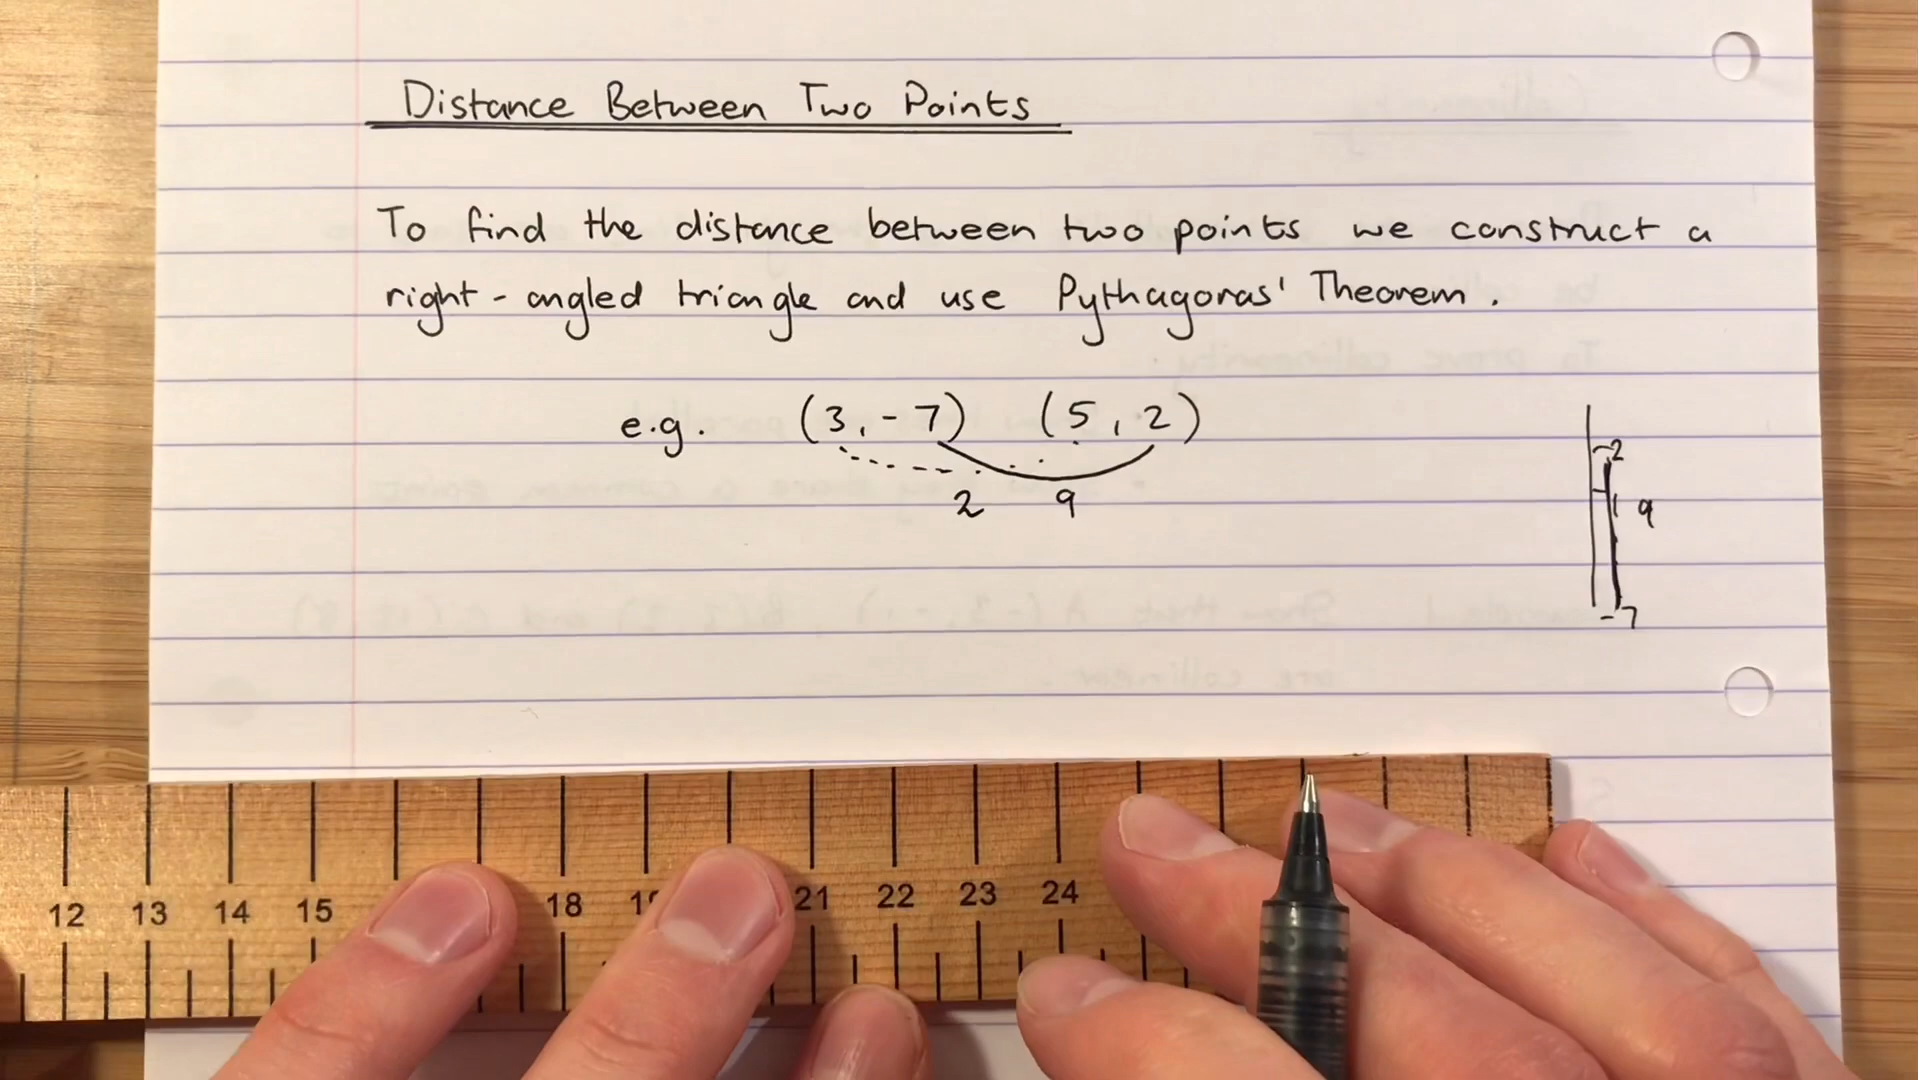 Distance Between Two Points
To find the distance between two points we construct a
right-angled triangle and use Pythagoras' Theorem.
e.g. (3, -7) (5, 2)
2 9
2
9
-7
12 13 14 15 18 19 21 22 23 24